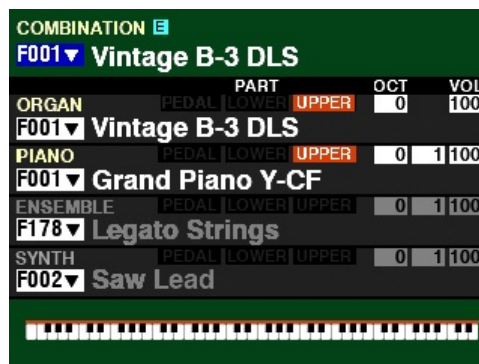 COMBINATION E
F001▼ Vintage B-3 DLS
PART OCT VOL
ORGAN PEDAL LOWER UPPER 0 100
F001▼ Vintage B-3 DLS
PIANO PEDAL LOWER UPPER 0 1 100
F001▼ Grand Piano Y-CF
ENSEMBLE PEDAL LOWER UPPER 0 1 100
F178▼ Legato Strings
SYNTH PEDAL LOWER UPPER 0 1 100
F002▼ Saw Lead